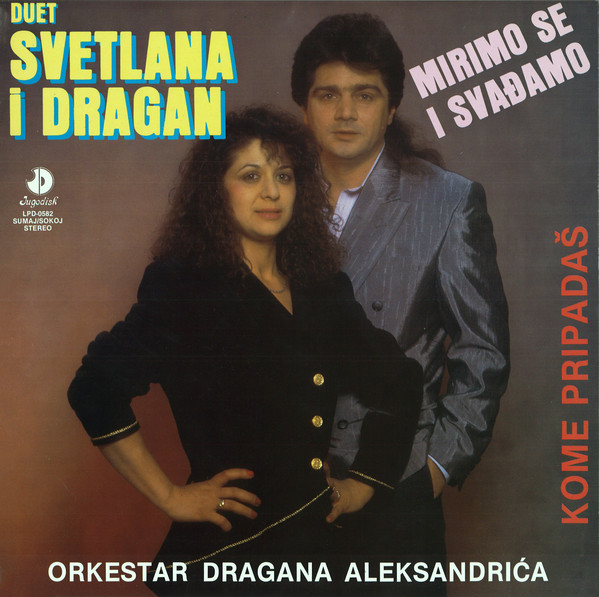 DUET
SVETLANA
i DRAGAN
MIRIMO SE
I SVAĐAMO
Jugodisk
LPD-0582
SUMAJ/SOKOJ
STEREO
KOME PRIPADAŠ
ORKESTAR DRAGANA ALEKSANDRIĆA